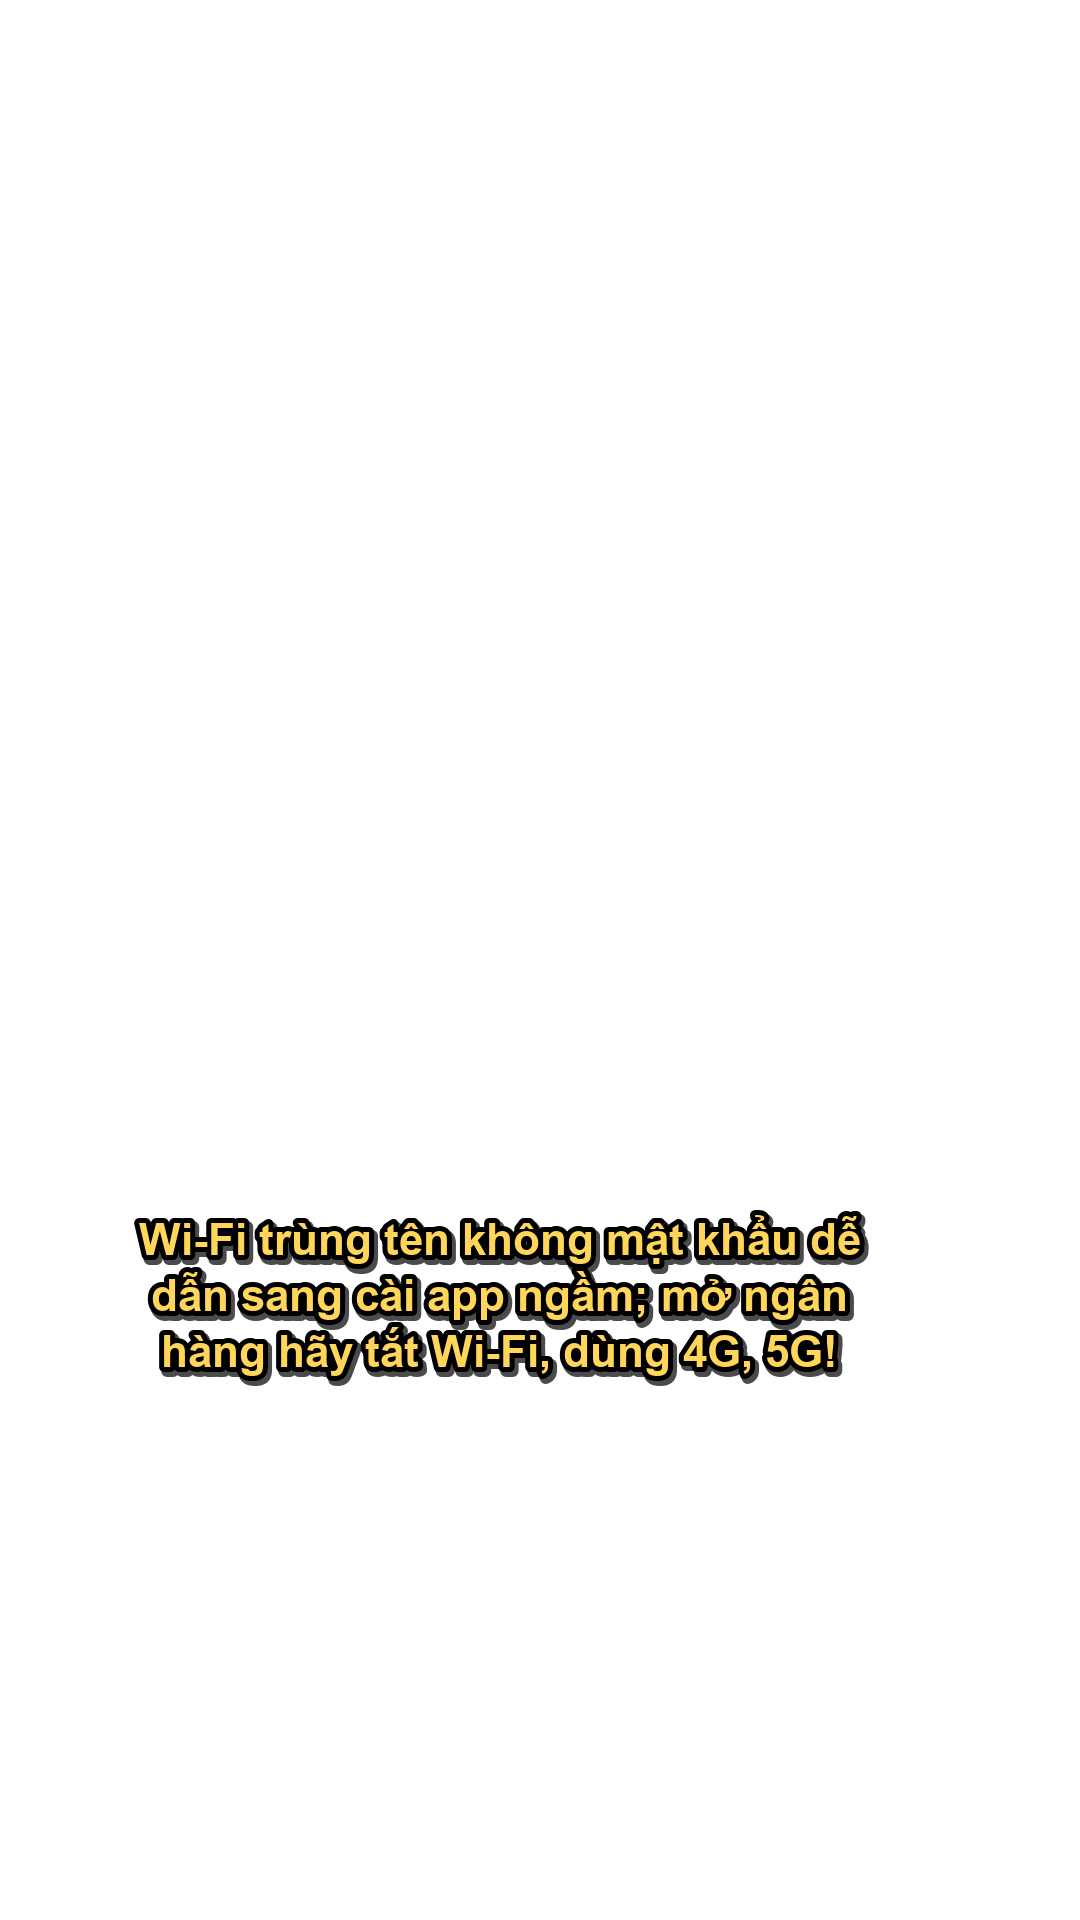 Wi-Fi trùng tên không mật khẩu dễ
dẫn sang cài app ngầm; mở ngân
hàng hãy tắt Wi-Fi, dùng 4G, 5G!